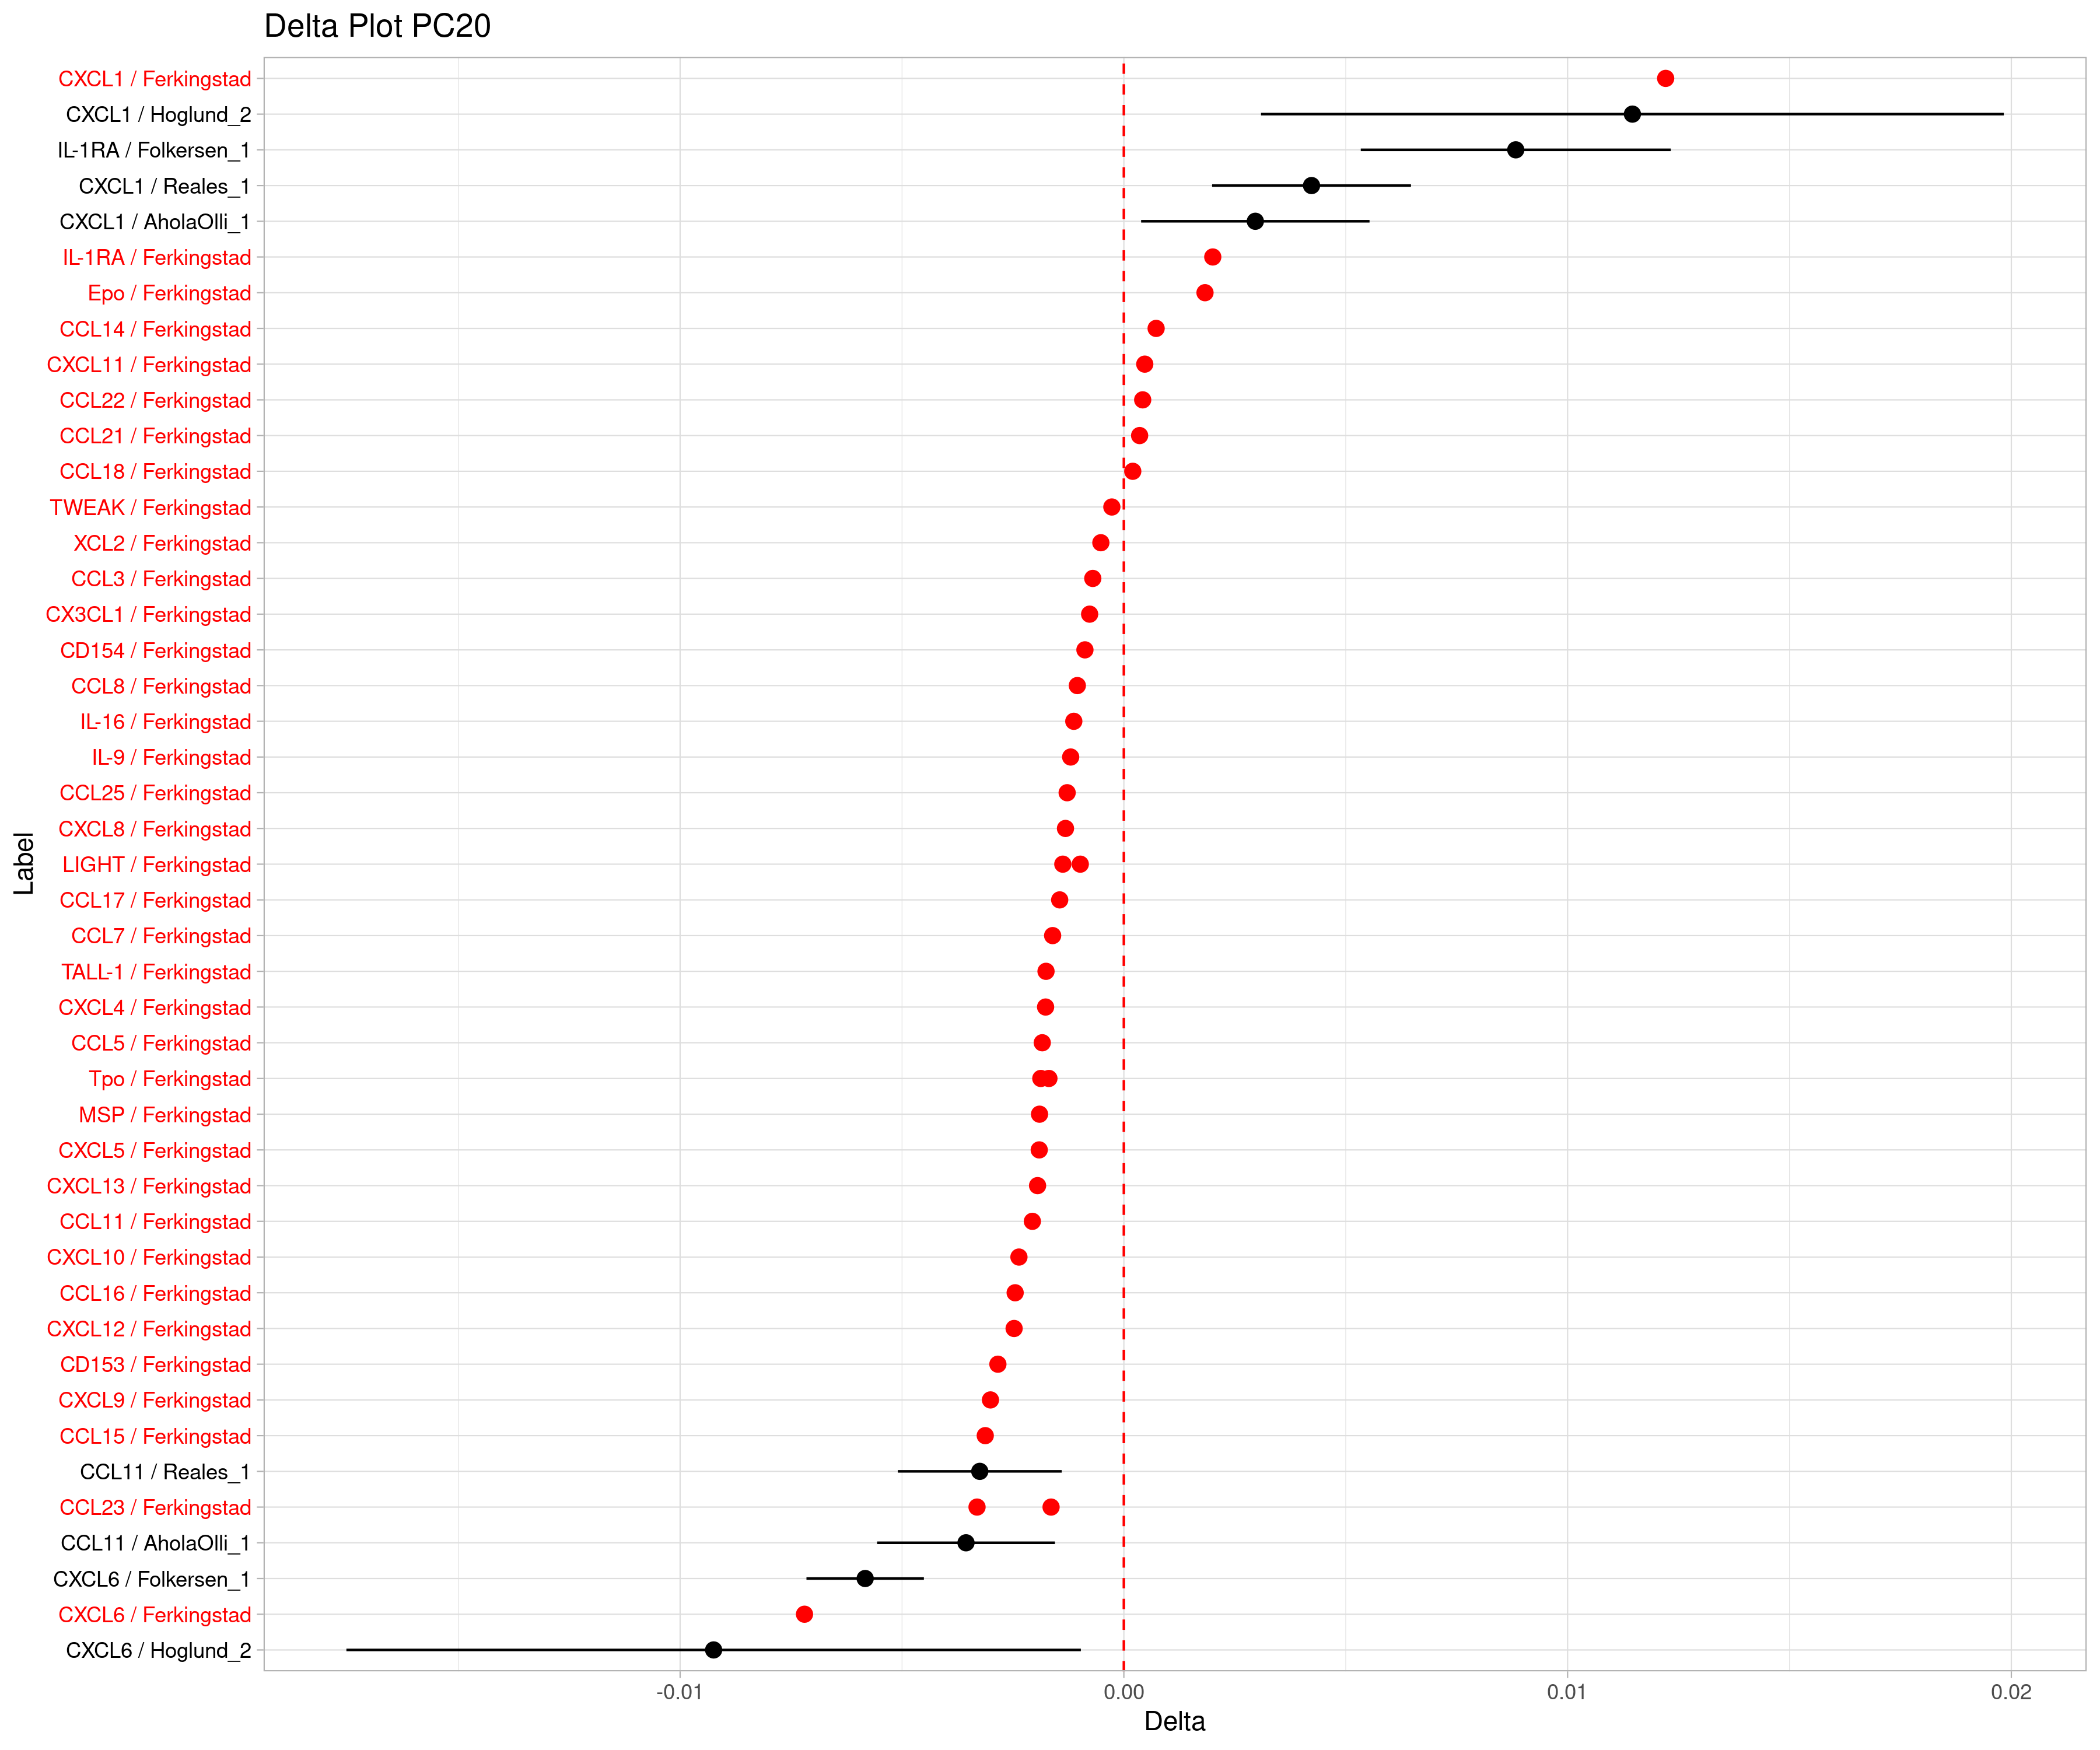 Delta Plot PC20
CXCL1 / Ferkingstad
CXCL1 / Hoglund_2
IL-1RA / Folkersen_1
CXCL1 / Reales_1
CXCL1 / AholaOlli_1
IL-1RA / Ferkingstad
Epo / Ferkingstad
CCL14 / Ferkingstad
CXCL11 / Ferkingstad
CCL22 / Ferkingstad
CCL21 / Ferkingstad
CCL18 / Ferkingstad
TWEAK / Ferkingstad
XCL2 / Ferkingstad
CCL3 / Ferkingstad
CX3CL1 / Ferkingstad
CD154 / Ferkingstad
CCL8 / Ferkingstad
IL-16 / Ferkingstad
IL-9 / Ferkingstad
CCL25 / Ferkingstad
CXCL8 / Ferkingstad
LIGHT / Ferkingstad
CCL17 / Ferkingstad
CCL7 / Ferkingstad
TALL-1 / Ferkingstad
CXCL4 / Ferkingstad
CCL5 / Ferkingstad
Tpo / Ferkingstad
MSP / Ferkingstad
CXCL5 / Ferkingstad
CXCL13 / Ferkingstad
CCL11 / Ferkingstad
CXCL10 / Ferkingstad
CCL16 / Ferkingstad
CXCL12 / Ferkingstad
CD153 / Ferkingstad
CXCL9 / Ferkingstad
CCL15 / Ferkingstad
CCL11 / Reales_1
CCL23 / Ferkingstad
CCL11 / AholaOlli_1
CXCL6 / Folkersen_1
CXCL6 / Ferkingstad
CXCL6 / Hoglund_2
Label
-0.01 0.00 0.01 0.02
Delta